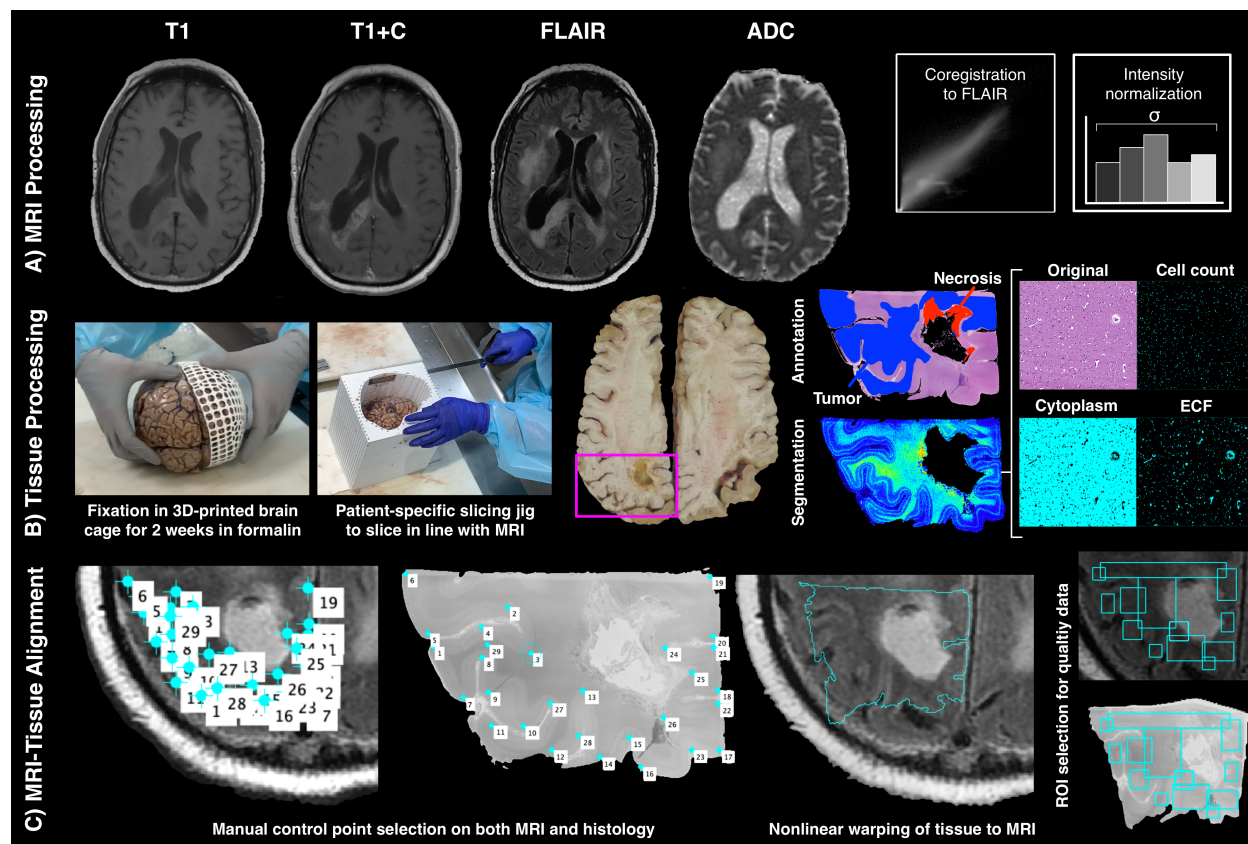 T1
T1+C
FLAIR
ADC
A) MRI Processing
Coregistration
to FLAIR
Intensity
normalization
σ
B) Tissue Processing
Fixation in 3D-printed brain
cage for 2 weeks in formalin
Patient-specific slicing jig
to slice in line with MRI
Annotation
Necrosis
Tumor
Segmentation
Original
Cell count
Cytoplasm
ECF
C) MRI-Tissue Alignment
6
5
3
29
8
27
13
28
1
16
26
23
22
7
25
19
6
19
2
4
5
1
29
8
3
20
21
24
25
7
9
13
18
22
27
11
10
26
28
15
12
14
16
23
17
Manual control point selection on both MRI and histology
Nonlinear warping of tissue to MRI
ROI selection for qualtiy data